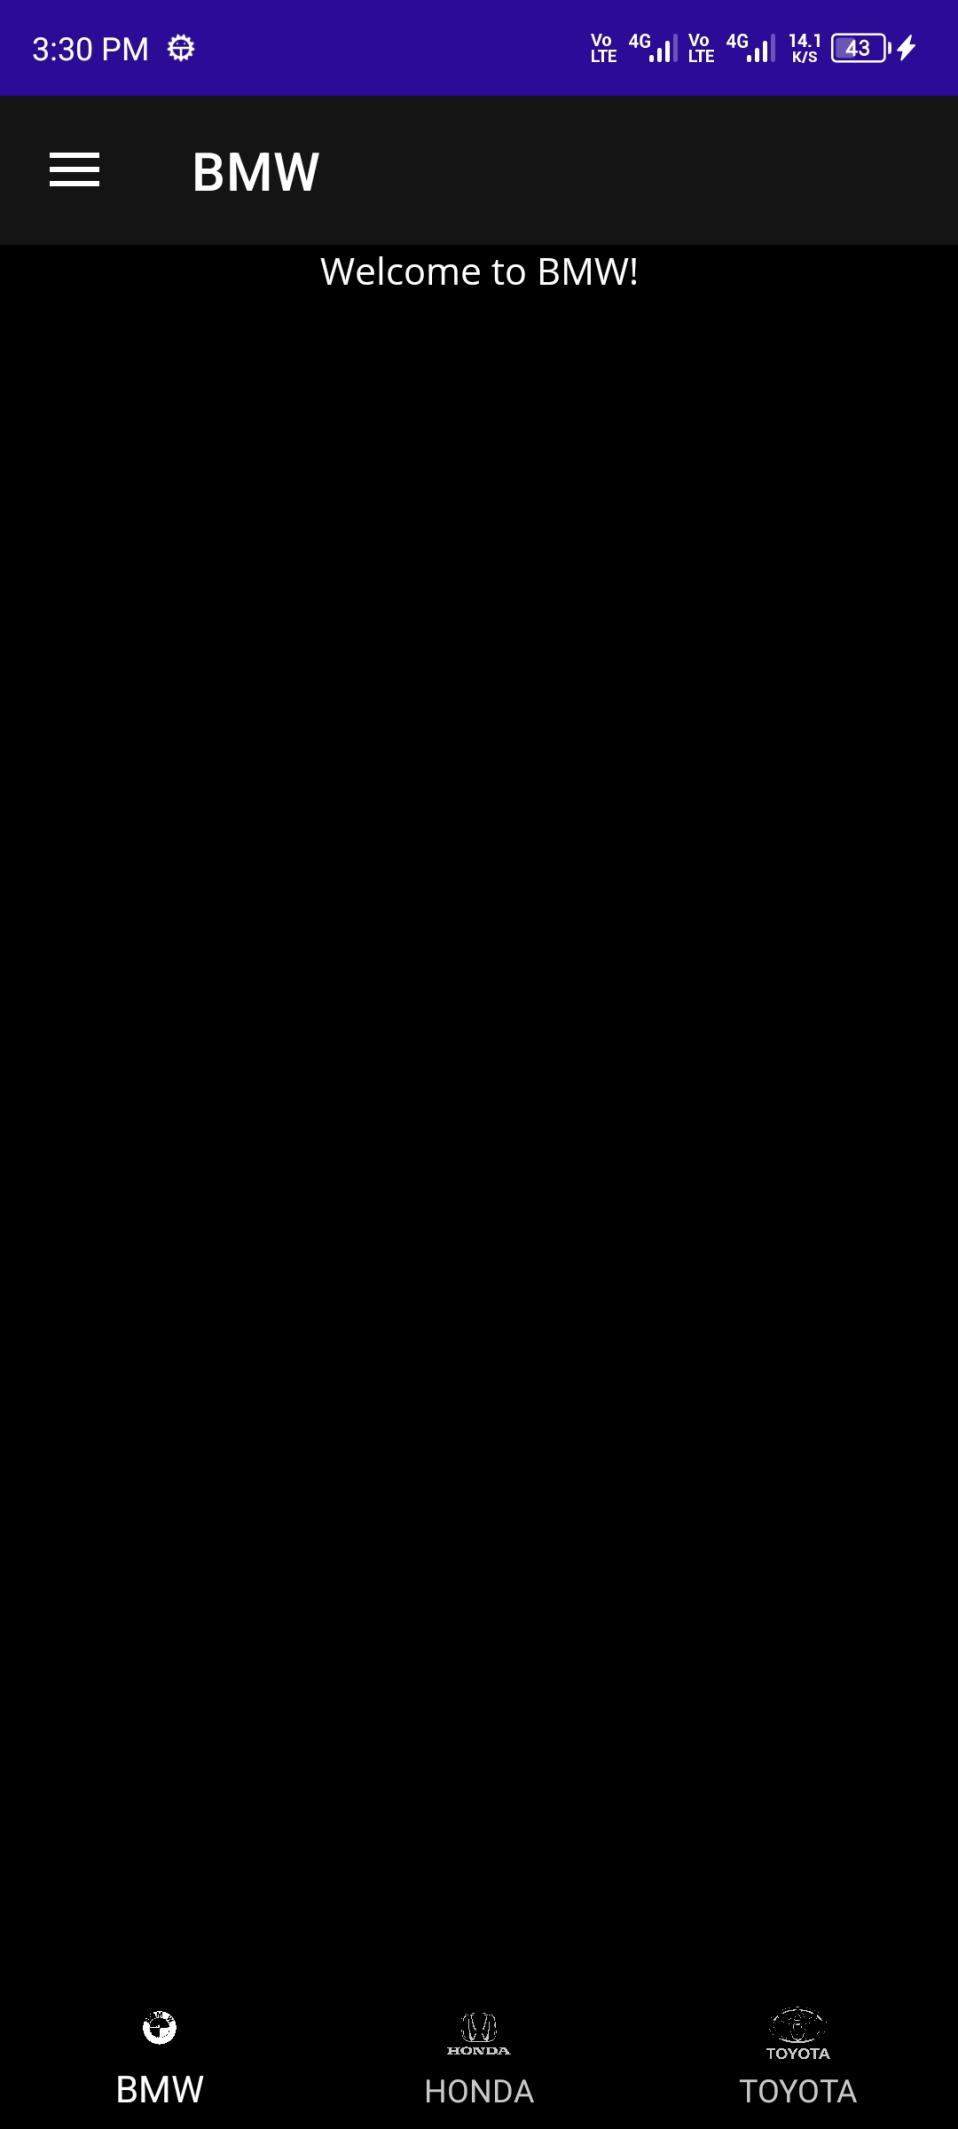 3:30 PM
Vo LTE 4G Vo LTE 4G 14.1 K/S 43
BMW
Welcome to BMW!
HONDA
TOYOTA
BMW
HONDA
TOYOTA